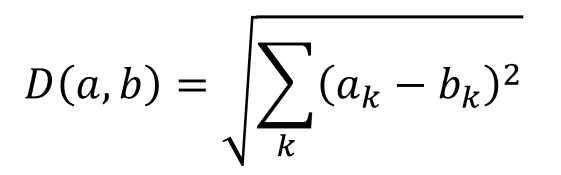 D(a, b) = √∑ₖ(aₖ − bₖ)²